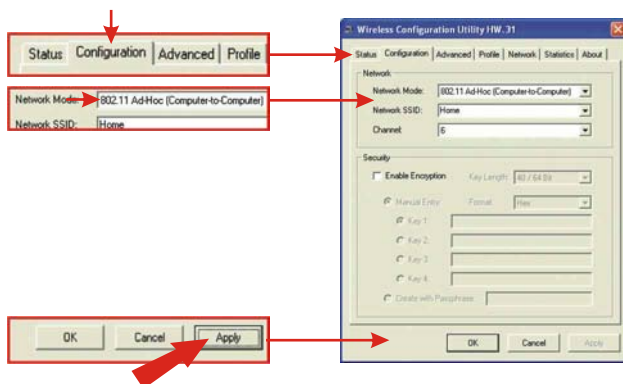 Status Configuration Advanced Profile
Network Mode: 802.11 Ad-Hoc (Computer-to-Computer)
Network SSID: Home
OK Cancel Apply
Wireless Configuration Utility HW.31
Status Configuration Advanced Profile Network Statistics About
Network
Network Mode: 802.11 Ad-Hoc (Computer-to-Computer)
Network SSID: Home
Channel: 6
Security
Enable Encryption Key Length: 40 / 64 Bit
Manual Entry Format: Hex
Key 1:
Key 2:
Key 3:
Key 4:
Create with Passphrase
OK Cancel Apply